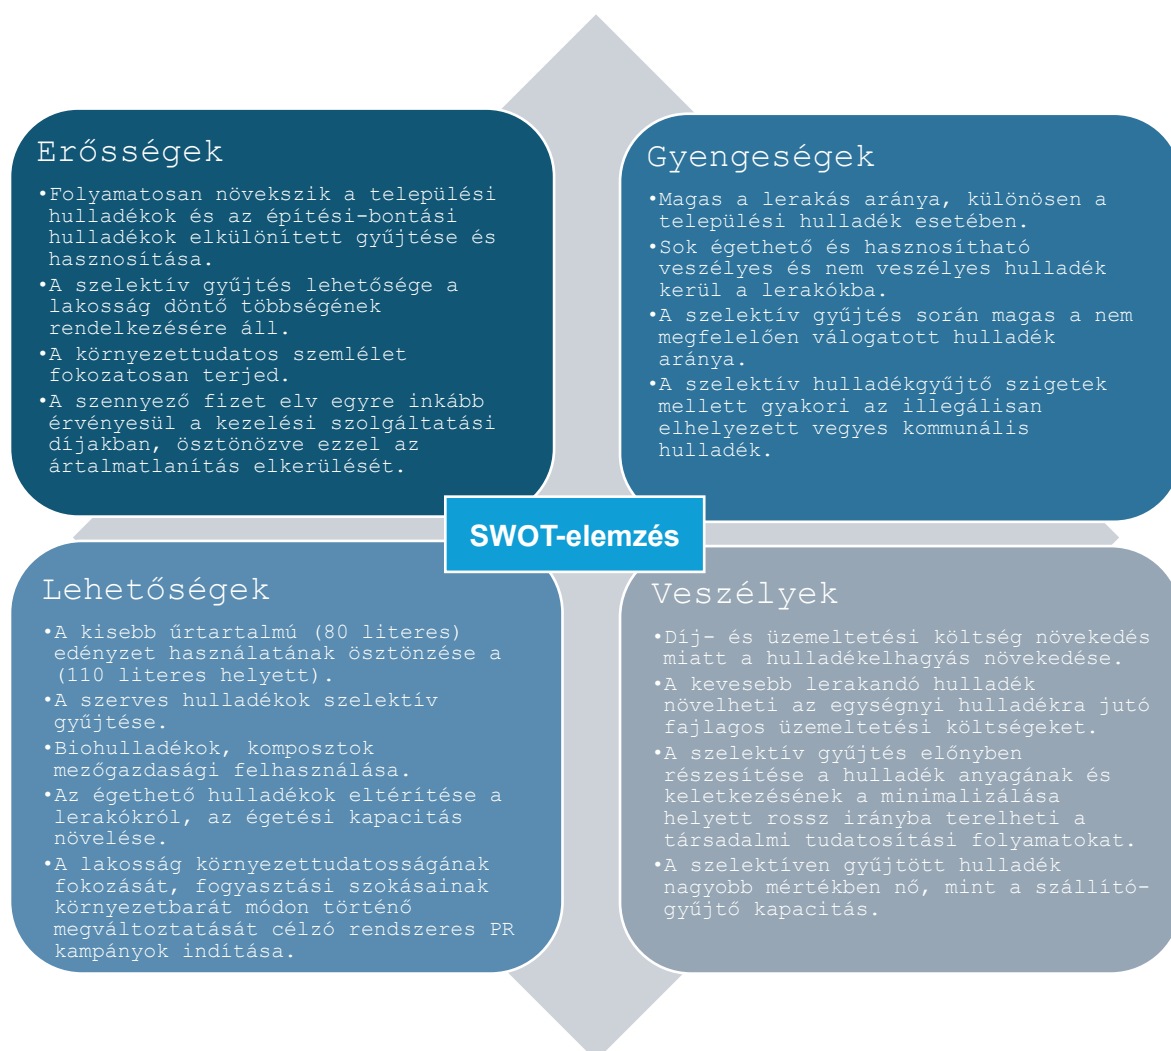 Erősségek
•Folyamatosan növekszik a települési
hulladékok és az építési-bontási
hulladékok elkülönített gyűjtése és
hasznosítása.
•A szelektív gyűjtés lehetősége a
lakosság döntő többségének
rendelkezésére áll.
•A környezettudatos szemlélet
fokozatosan terjed.
•A szennyező fizet elv egyre inkább
érvényesül a kezelési szolgáltatási
díjakban, ösztönözve ezzel az
ártalmatlanítás elkerülését.
Gyengeségek
•Magas a lerakás aránya, különösen a
települési hulladék esetében.
•Sok égethető és hasznosítható
veszélyes és nem veszélyes hulladék
kerül a lerakókba.
•A szelektív gyűjtés során magas a nem
megfelelően válogatott hulladék
aránya.
•A szelektív hulladékgyűjtő szigetek
mellett gyakori az illegálisan
elhelyezett vegyes kommunális
hulladék.
SWOT-elemzés
Lehetőségek
•A kisebb űrtartalmú (80 literes)
edényzet használatának ösztönzése a
(110 literes helyett).
•A szerves hulladékok szelektív
gyűjtése.
•Biohulladékok, komposztok
mezőgazdasági felhasználása.
•Az égethető hulladékok eltérítése a
lerakókról, az égetési kapacitás
növelése.
•A lakosság környezettudatosságának
fokozását, fogyasztási szokásainak
környezetbarát módon történő
megváltoztatását célzó rendszeres PR
kampányok indítása.
Veszélyek
•Díj- és üzemeltetési költség növekedés
miatt a hulladékelhagyás növekedése.
•A kevesebb lerakandó hulladék
növelheti az egységnyi hulladékra jutó
fajlagos üzemeltetési költségeket.
•A szelektív gyűjtés előnyben
részesítése a hulladék anyagának és
keletkezésének a minimalizálása
helyett rossz irányba terelheti a
társadalmi tudatosítási folyamatokat.
•A szelektíven gyűjtött hulladék
nagyobb mértékben nő, mint a szállító-
gyűjtő kapacitás.